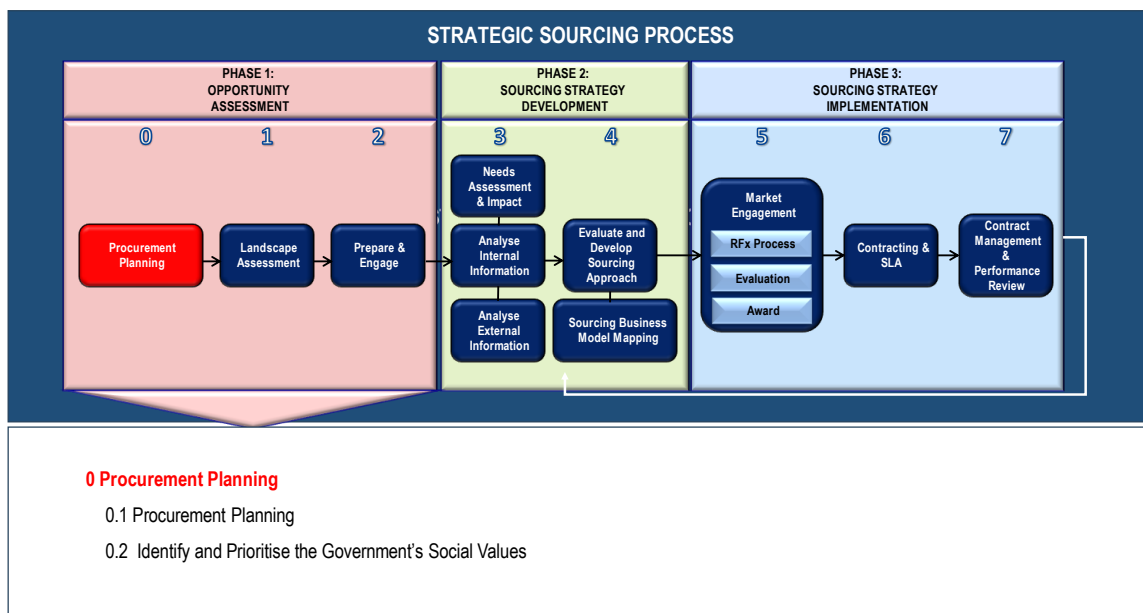 STRATEGIC SOURCING PROCESS
PHASE 1:
OPPORTUNITY
ASSESSMENT
PHASE 2:
SOURCING STRATEGY
DEVELOPMENT
PHASE 3:
SOURCING STRATEGY
IMPLEMENTATION
0
1
2
3
4
5
6
7
Procurement
Planning
Landscape
Assessment
Prepare &
Engage
Needs
Assessment
& Impact
Analyse
Internal
Information
Analyse
External
Information
Evaluate and
Develop
Sourcing
Approach
Sourcing Business
Model Mapping
Market
Engagement
RFx Process
Evaluation
Award
Contracting &
SLA
Contract
Management
&
Performance
Review
0 Procurement Planning
0.1 Procurement Planning
0.2 Identify and Prioritise the Government's Social Values